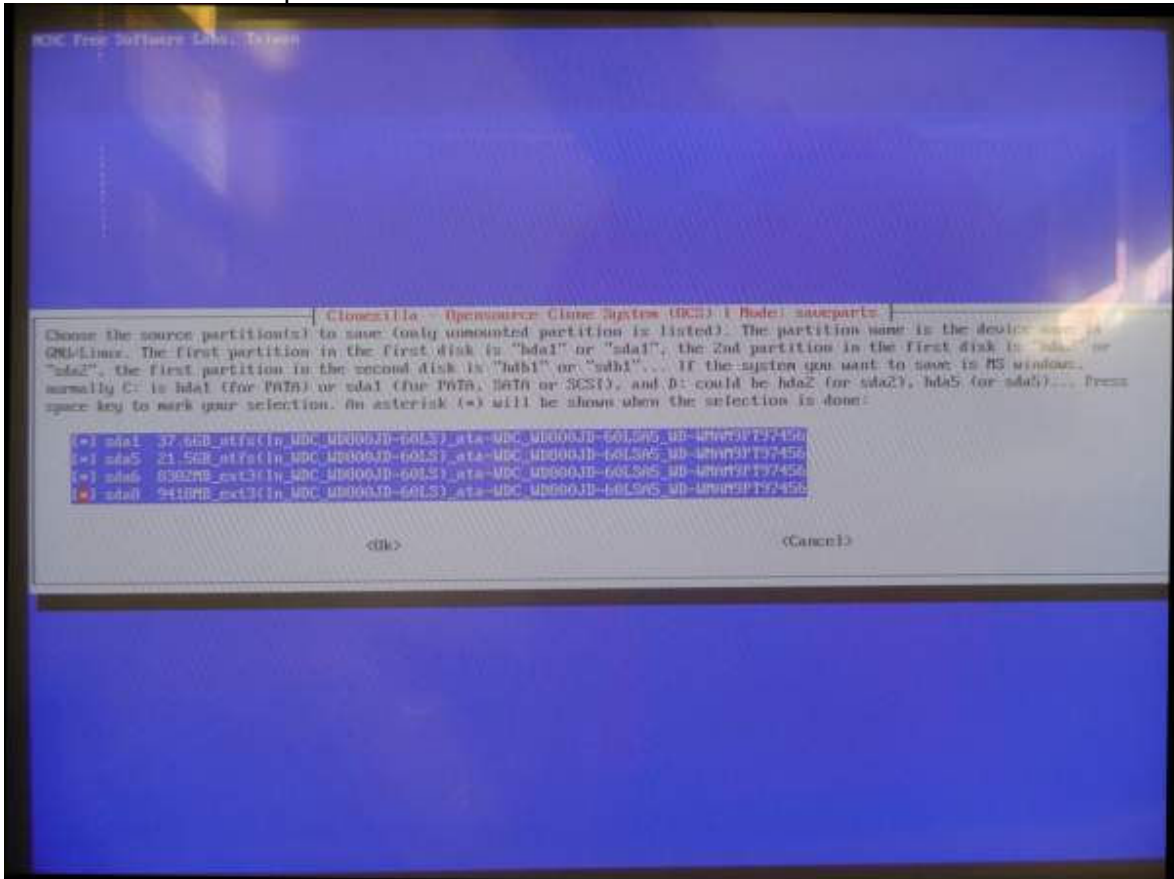 NCHC Free Software Labs, Taiwan
Clonezilla - Opensource Clone System (OCS) | Mode: saveparts
Choose the source partition(s) to save (only unmounted partition is listed). The partition name is the device name in
GNU/Linux. The first partition in the first disk is "hda1" or "sda1", the 2nd partition in the first disk is "hda2" or
"sda2", the first partition in the second disk is "hdb1" or "sdb1"... If the system you want to save is MS windows,
normally C: is hda1 (for PATA) or sda1 (for PATA, SATA or SCSI), and D: could be hda2 (or sda2), hda5 (or sda5)... Press
space key to mark your selection. An asterisk (*) will be shown when the selection is done:
[*] sda1 37.6GB_ntfs(In_WDC_WD800JD-60LS)_ata-WDC_WD800JD-60LSA5_WD-WMAM9PT97456
[*] sda5 21.5GB_ntfs(In_WDC_WD800JD-60LS)_ata-WDC_WD800JD-60LSA5_WD-WMAM9PT97456
[*] sda6 8382MB_ext3(In_WDC_WD800JD-60LS)_ata-WDC_WD800JD-60LSA5_WD-WMAM9PT97456
[*] sda8 9418MB_ext3(In_WDC_WD800JD-60LS)_ata-WDC_WD800JD-60LSA5_WD-WMAM9PT97456
<Ok> <Cancel>